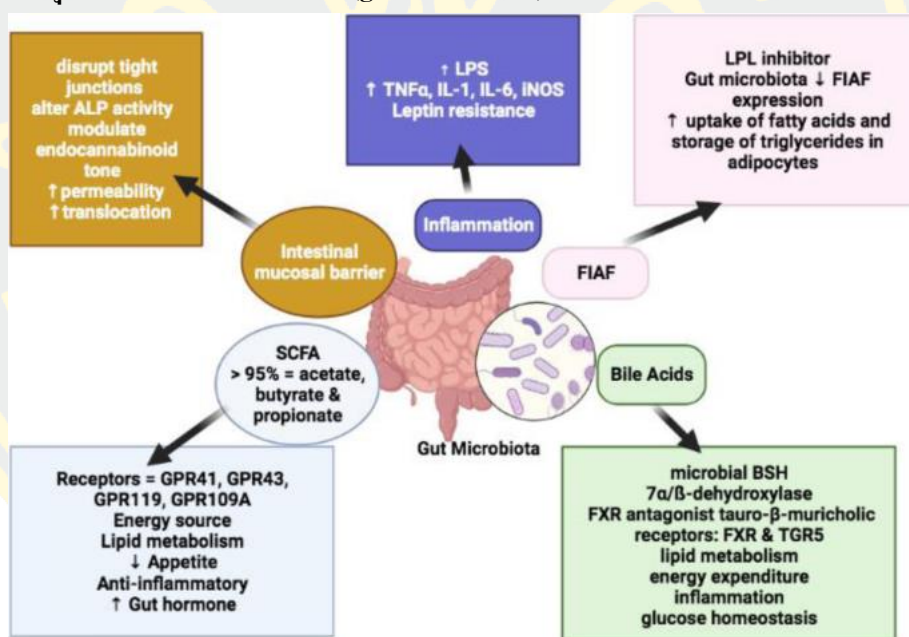 disrupt tight
junctions
alter ALP activity
modulate
endocannabinoid
tone
↑permeability
↑translocation
↑ LPS
↑ TNFα, IL-1, IL-6, iNOS
Leptin resistance
LPL inhibitor
Gut microbiota ↓ FIAF
expression
↑ uptake of fatty acids and
storage of triglycerides in
adipocytes
Intestinal
mucosal barrier
Inflammation
FIAF
SCFA
> 95% = acetate,
butyrate &
propionate
Bile Acids
Gut Microbiota
Receptors = GPR41, GPR43,
GPR119, GPR109A
Energy source
Lipid metabolism
↓ Appetite
Anti-inflammatory
↑ Gut hormone
microbial BSH
7α/ß-dehydroxylase
FXR antagonist tauro-β-muricholic
receptors: FXR & TGR5
lipid metabolism
energy expenditure
inflammation
glucose homeostasis